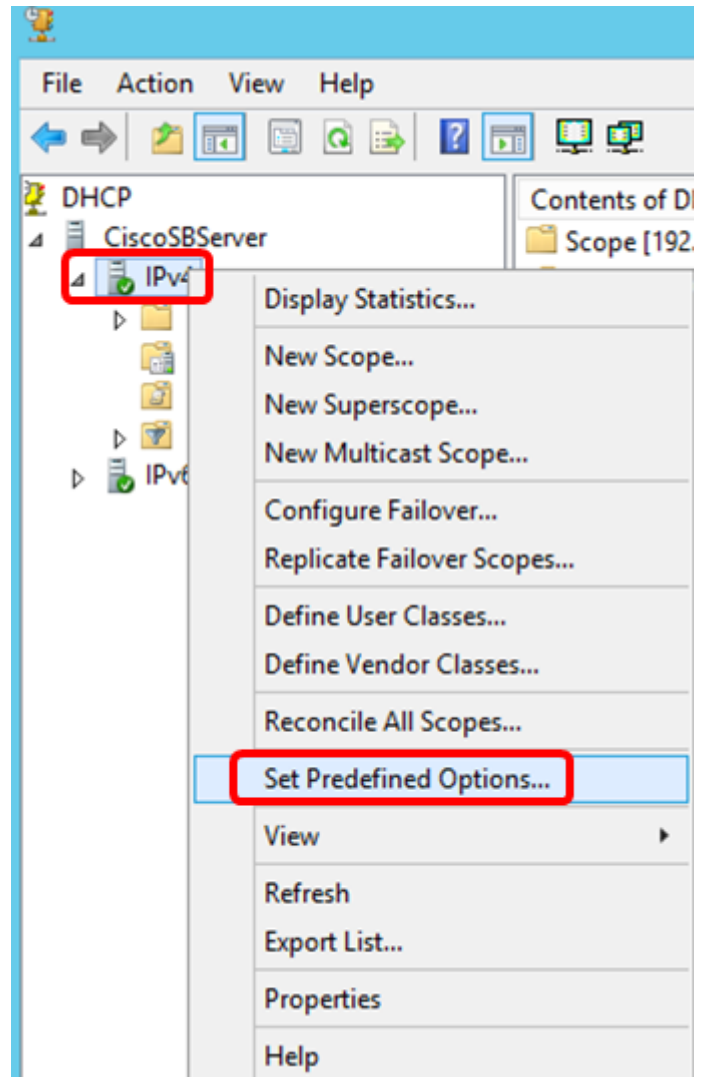 File Action View Help
DHCP
Contents of D
CiscoSBServer
Scope [192.
IPv4
Display Statistics...
New Scope...
New Superscope...
New Multicast Scope...
IPv6
Configure Failover...
Replicate Failover Scopes...
Define User Classes...
Define Vendor Classes...
Reconcile All Scopes...
Set Predefined Options...
View
Refresh
Export List...
Properties
Help